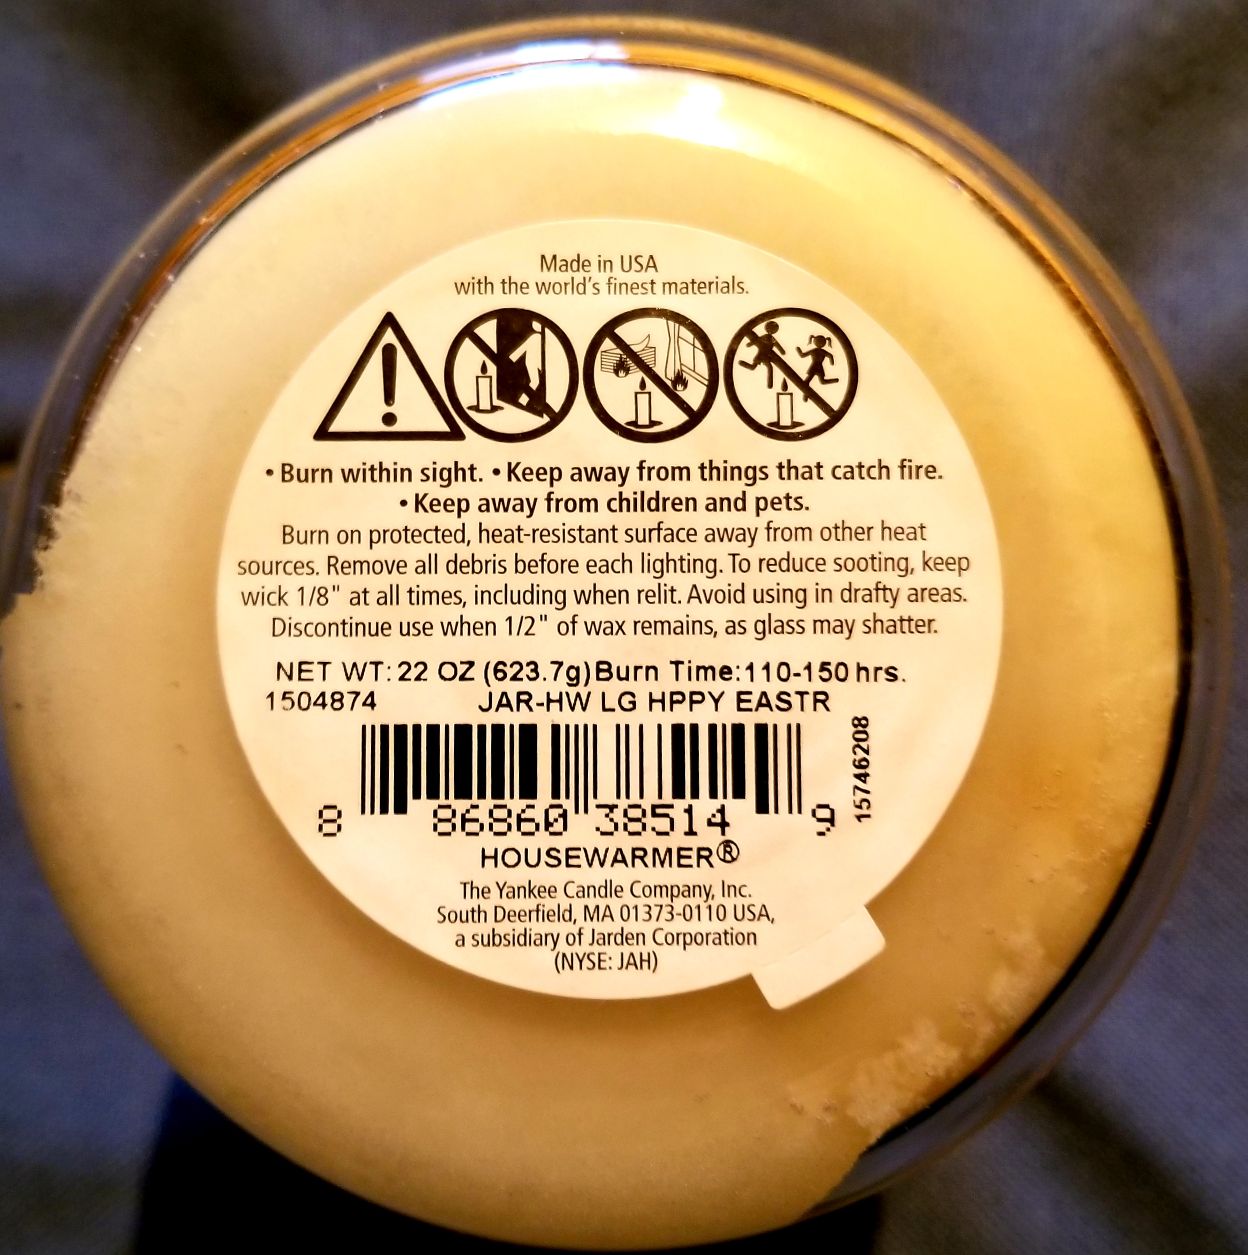 Made in USA
with the world's finest materials.
• Burn within sight. • Keep away from things that catch fire.
• Keep away from children and pets.
Burn on protected, heat-resistant surface away from other heat
sources. Remove all debris before each lighting. To reduce sooting, keep
wick 1/8" at all times, including when relit. Avoid using in drafty areas.
Discontinue use when 1/2" of wax remains, as glass may shatter.
NET WT: 22 OZ (623.7g) Burn Time:110-150 hrs.
1504874 JAR-HW LG HPPY EASTR
15746208
8 86860 38514 9
HOUSEWARMER®
The Yankee Candle Company, Inc.
South Deerfield, MA 01373-0110 USA,
a subsidiary of Jarden Corporation
(NYSE: JAH)